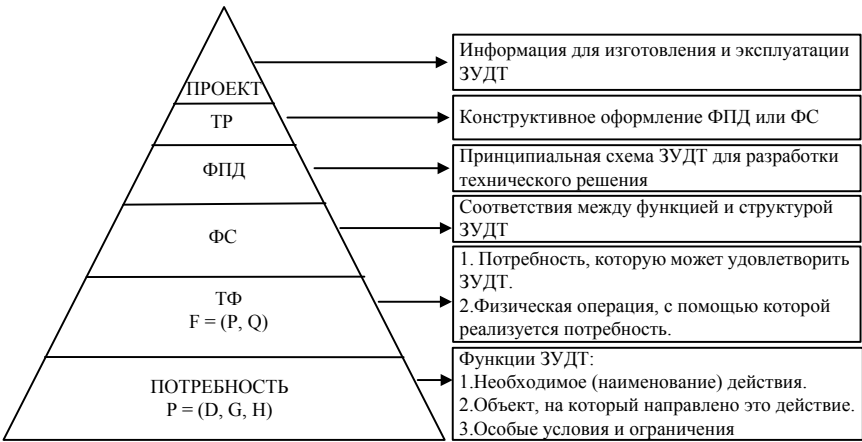 ПРОЕКТ
Информация для изготовления и эксплуатации
ЗУДТ
ТР
Конструктивное оформление ФПД или ФС
ФПД
Принципиальная схема ЗУДТ для разработки
технического решения
ФС
Соответствия между функцией и структурой
ЗУДТ
ТФ
F = (P, Q)
1. Потребность, которую может удовлетворить
ЗУДТ.
2.Физическая операция, с помощью которой
реализуется потребность.
ПОТРЕБНОСТЬ
P = (D, G, H)
Функции ЗУДТ:
1.Необходимое (наименование) действия.
2.Объект, на который направлено это действие.
3.Особые условия и ограничения